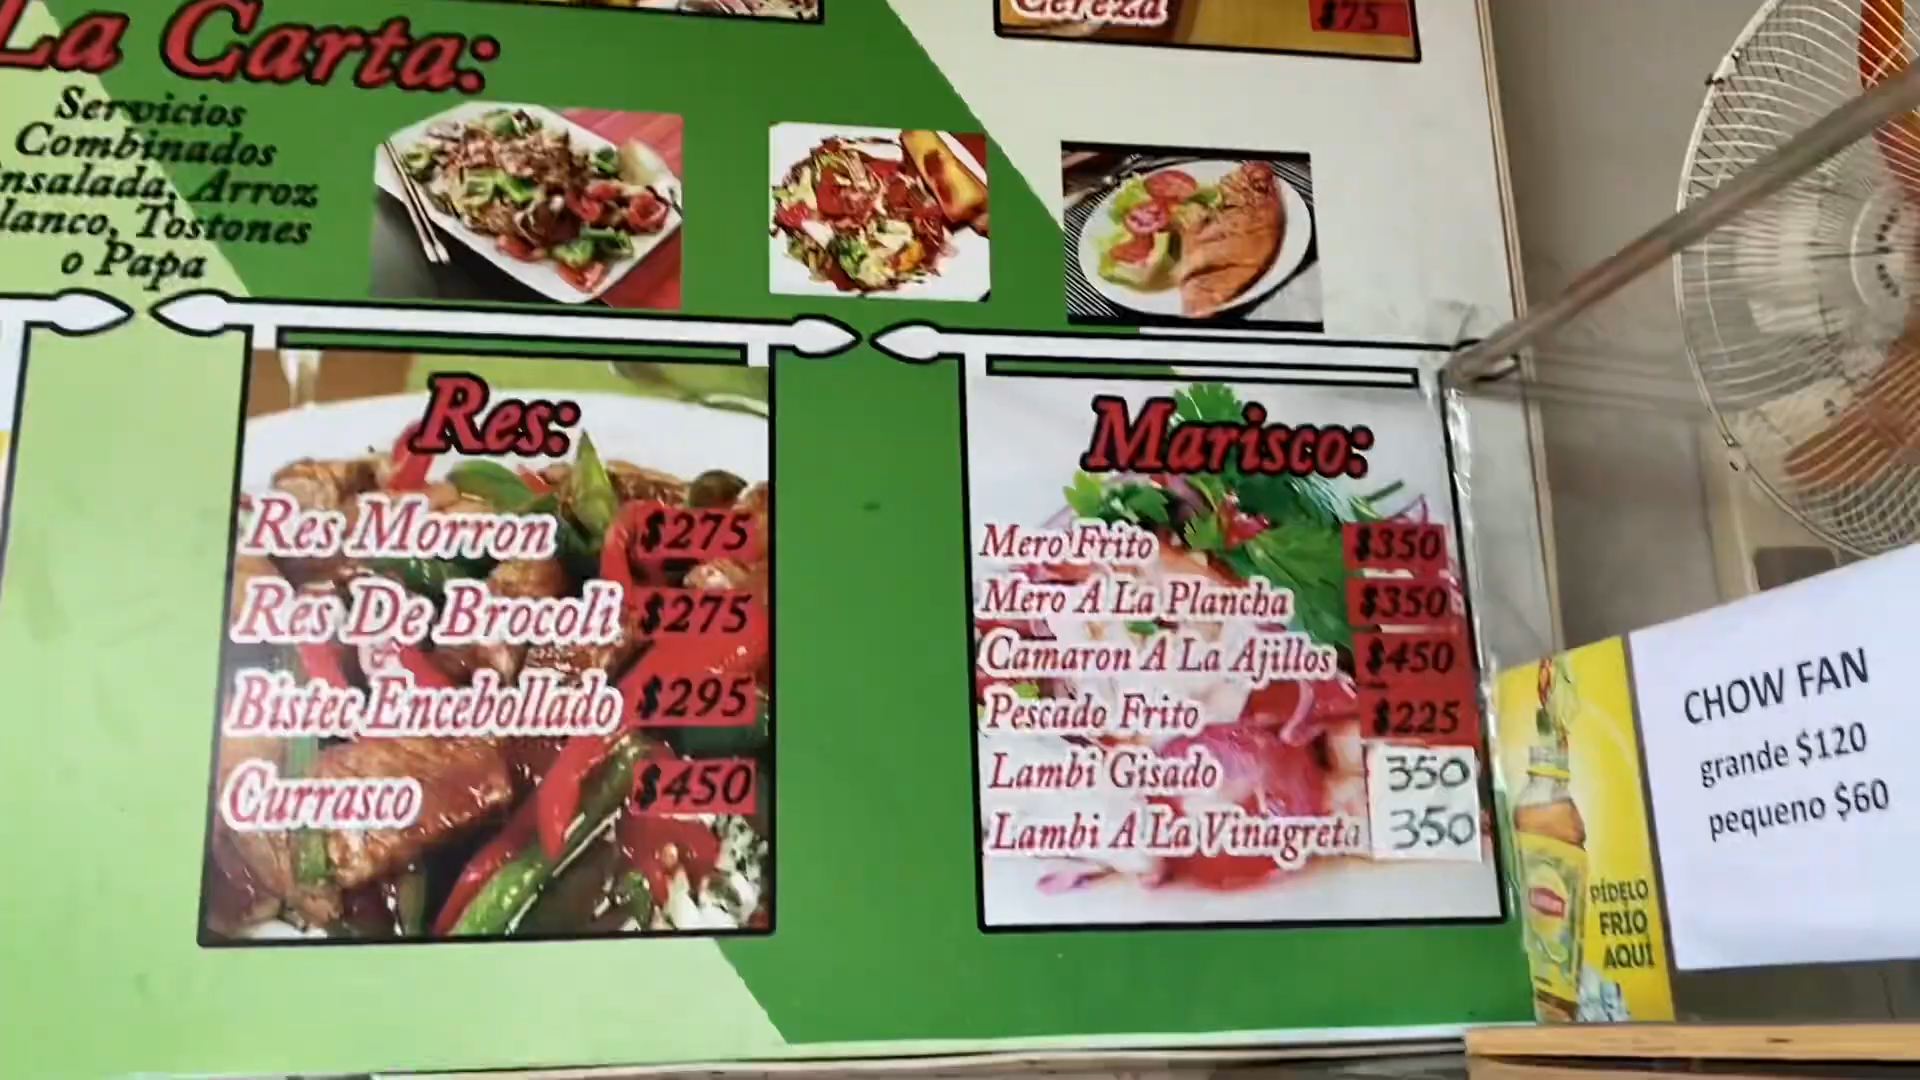 Cereza $75
La Carta:
Servicios
Combinados
nsalada, Arroz
lanco, Tostones
o Papa
Res:
Res Morron $275
Res De Brocoli $275
Bistec Encebollado $295
Currasco $450
Marisco:
Mero Frito $350
Mero A La Plancha $350
Camaron A La Ajillos $450
Pescado Frito $225
Lambi Gisado 350
Lambi A La Vinagreta 350
CHOW FAN
grande $120
pequeno $60
PÍDELO
FRÍO
AQUÍ